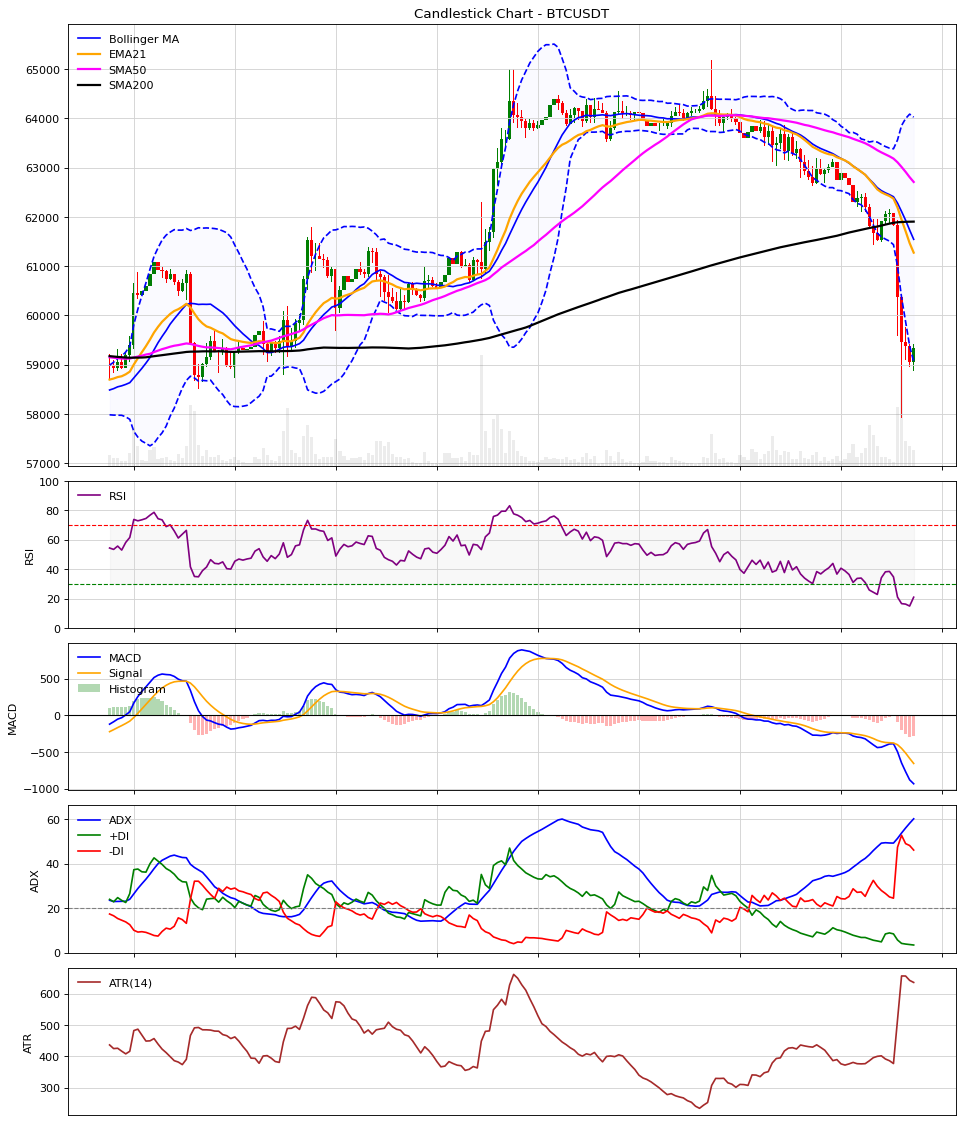 Candlestick Chart - BTCUSDT
Bollinger MA
EMA21
SMA50
SMA200
65000
64000
63000
62000
61000
60000
59000
58000
57000
RSI
100
80
60
40
20
0
RSI
MACD
Signal
Histogram
500
0
−500
−1000
MACD
ADX
+DI
-DI
60
40
20
0
ADX
ATR(14)
600
500
400
300
ATR